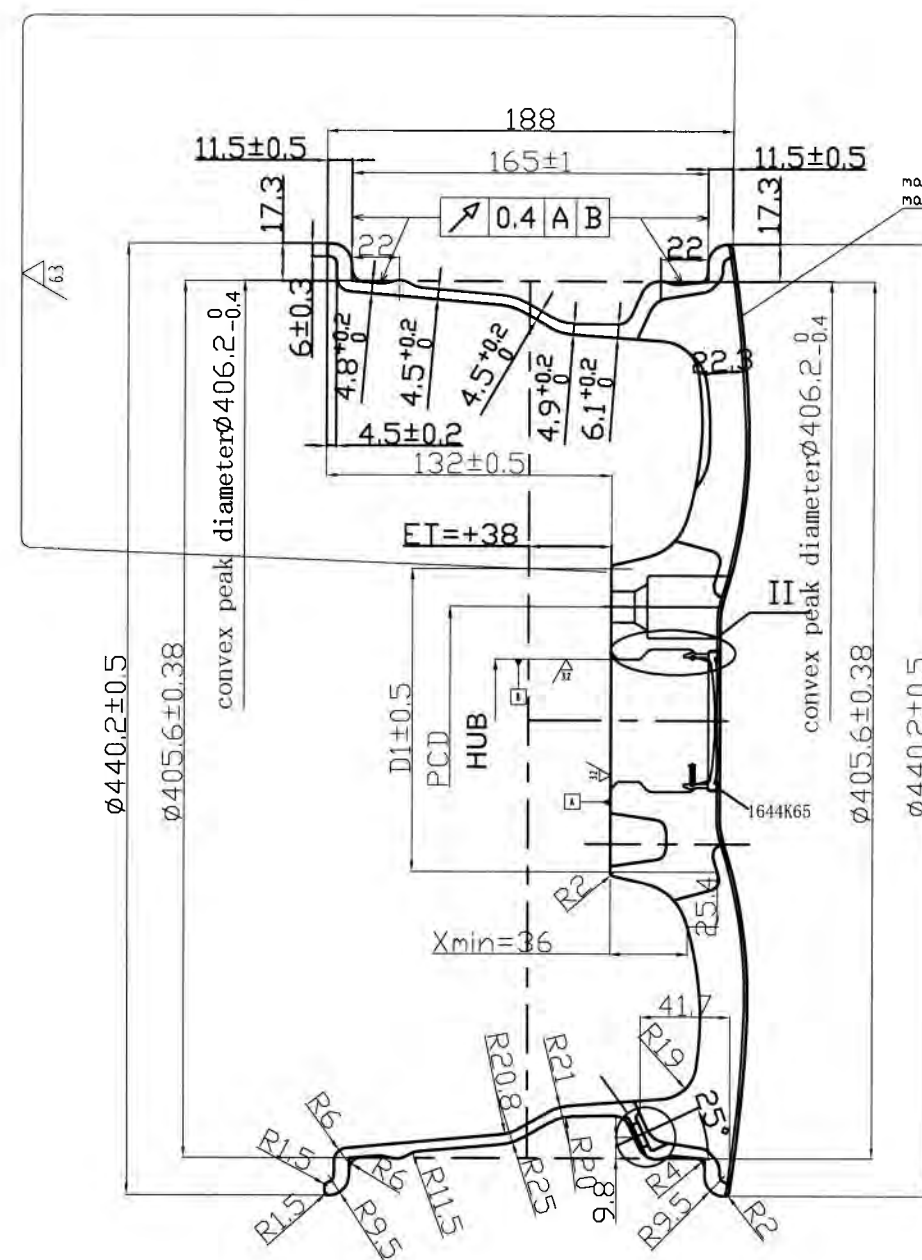 188
11.5±0.5
165±1
11.5±0.5
17.3
0.4 A B
17.3
22
22
6.3
6±0.3
4.8+0.2 0
4.5+0.2 0
4.5+0.2 0
4.9+0.2 0
6.1+0.2 0
convex peak diameterØ406.2 0 -0.4
convex peak diameterØ406.2 0 -0.4
4.5±0.2
132±0.5
ET=+38
II
Ø440.2±0.5
Ø405.6±0.38
D1±0.5
PCD
HUB
3.2
3.2
A
1644K65
Ø405.6±0.38
Ø440.2±0.5
R2
25.4
Xmin=36
41.7
R19
R20.8
R21
25°
R6
R1.5
R6
R11.5
R25
R20
9.8
R4
R9.5
R2
R1.5
R9.5